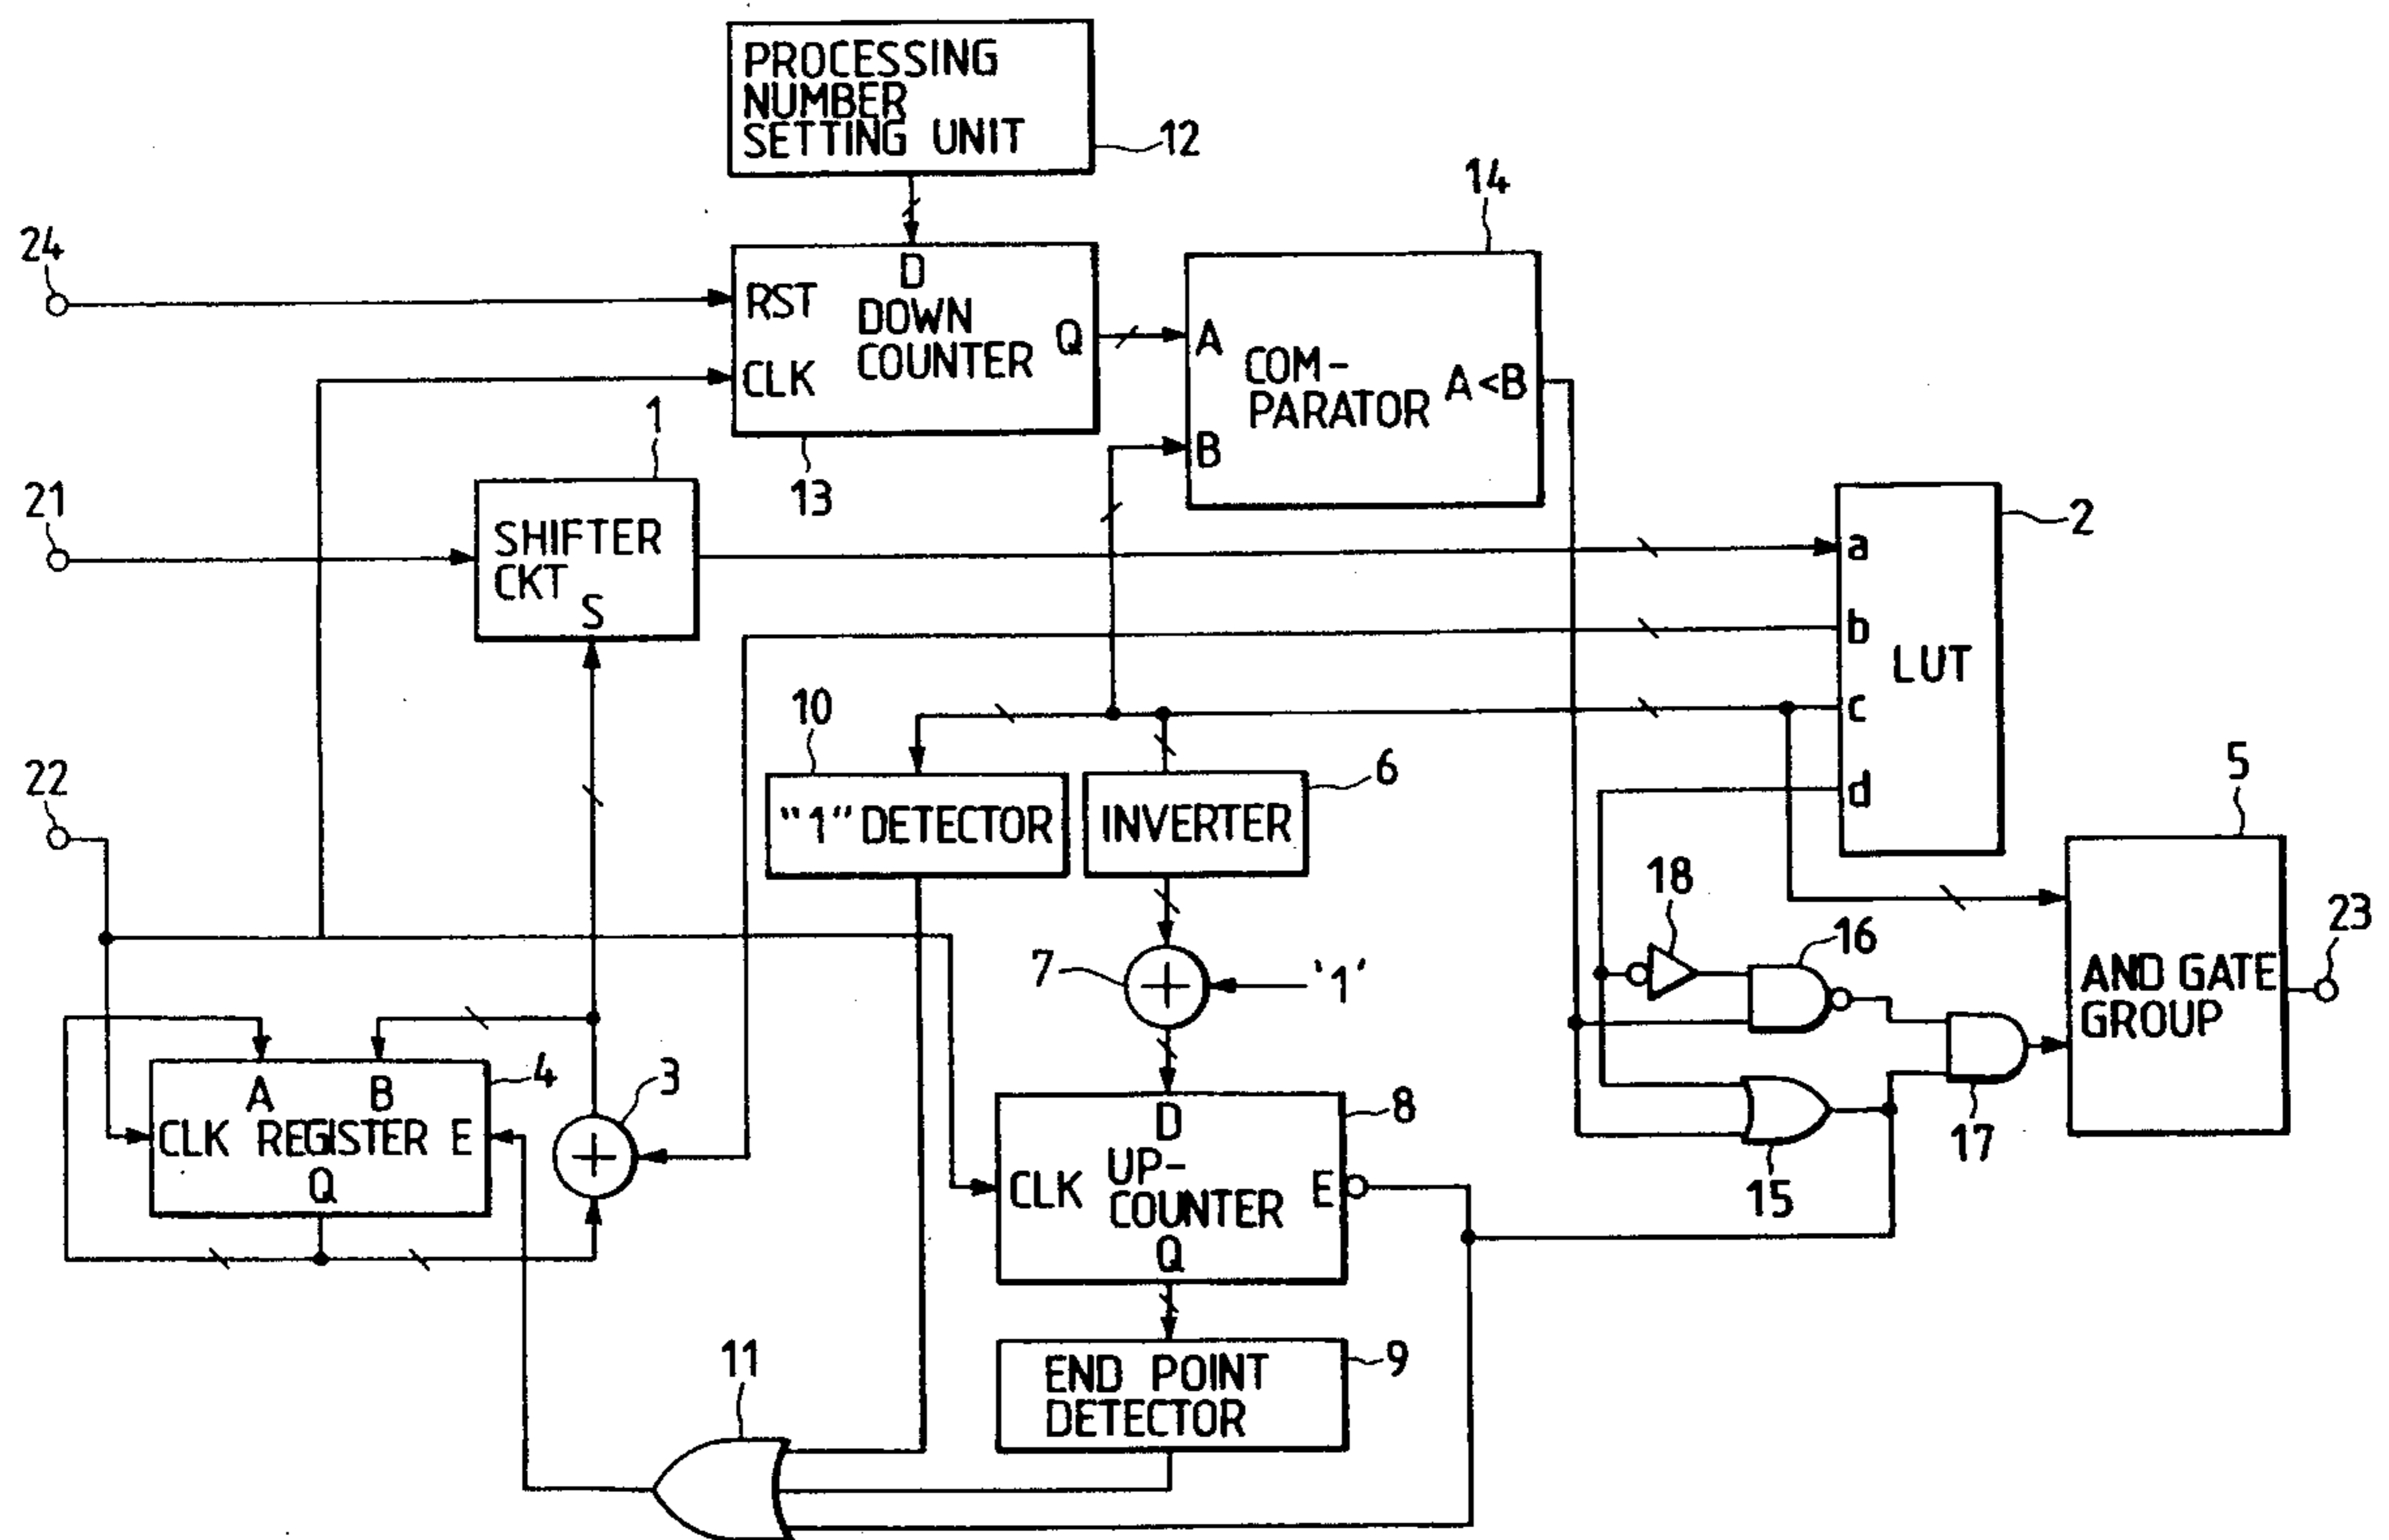 PROCESSING
NUMBER
SETTING UNIT
12
14
24
D
RST
DOWN
COUNTER
Q
CLK
13
A
COM-
PARATOR
A<B
B
1
21
SHIFTER
CKT
S
2
a
b
LUT
c
d
10
6
"1" DETECTOR
INVERTER
22
5
18
16
23
7
'1'
AND GATE
GROUP
17
15
A
B
4
CLK REGISTER E
Q
3
D
8
CLK
UP-
COUNTER
E
Q
11
END POINT
DETECTOR
9